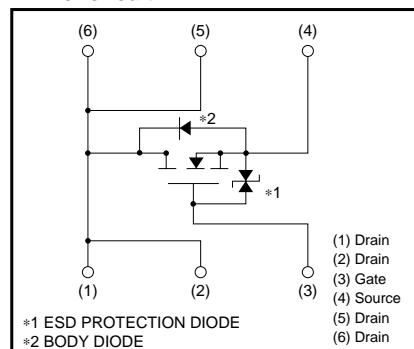 (6) (5) (4)
∗2
∗1
(1) (2) (3)
(1) Drain
(2) Drain
(3) Gate
(4) Source
(5) Drain
(6) Drain
∗1 ESD PROTECTION DIODE
∗2 BODY DIODE